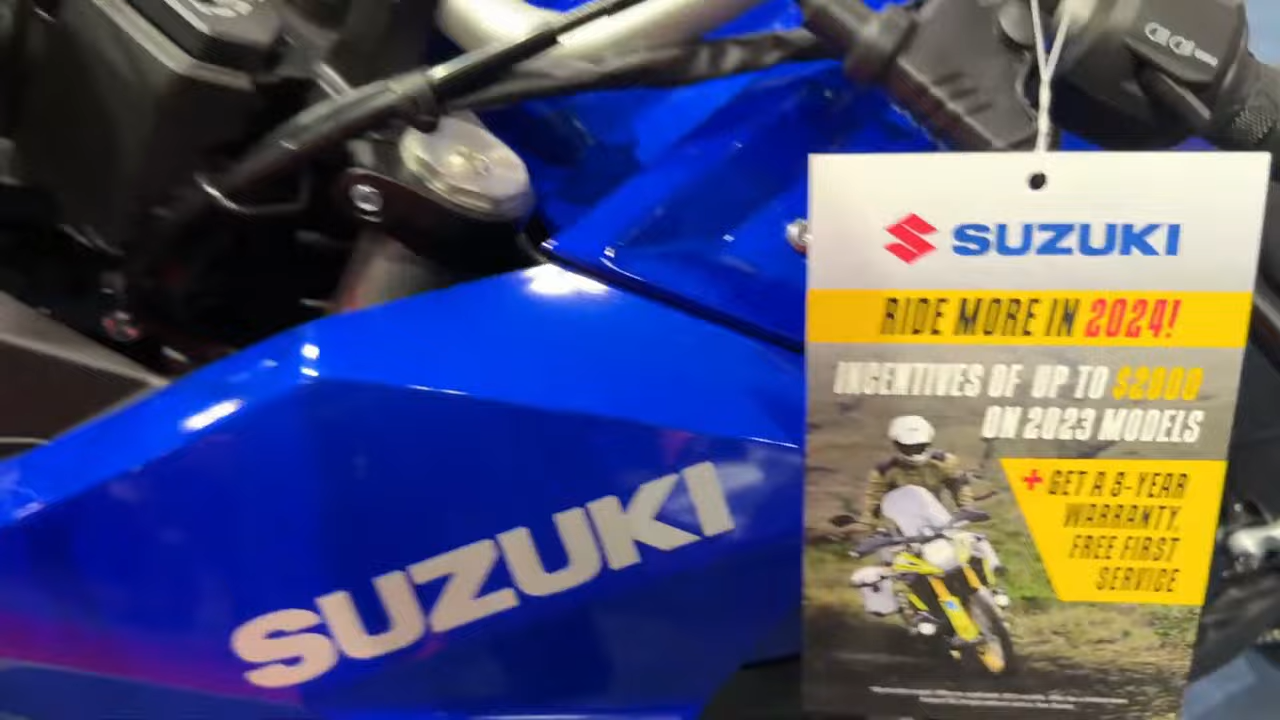 SUZUKI
SUZUKI
RIDE MORE IN 2024!
INCENTIVES OF UP TO $2000
ON 2023 MODELS
+ GET A 6-YEAR
WARRANTY,
FREE FIRST
SERVICE